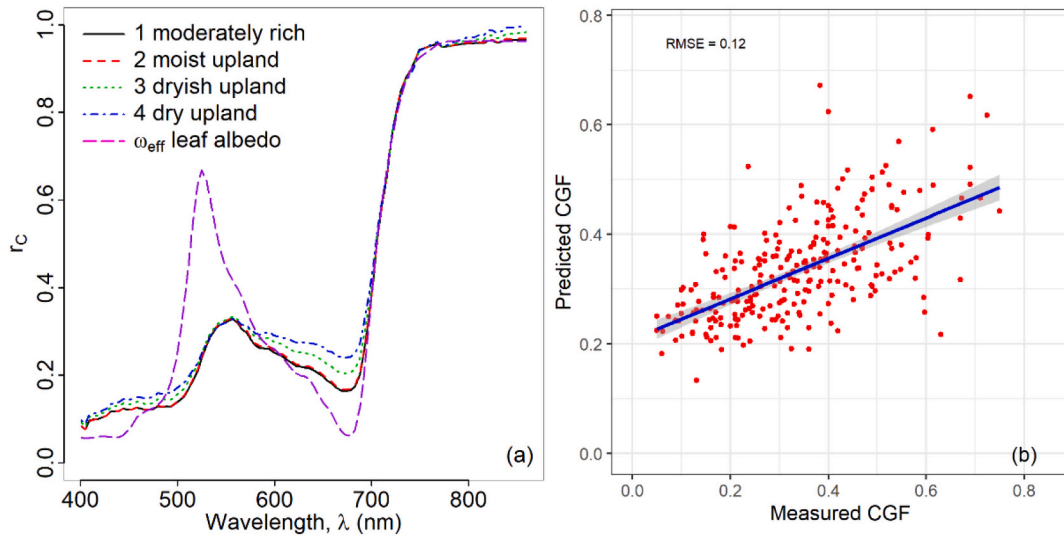 1 moderately rich
2 moist upland
3 dryish upland
4 dry upland
ω_eff leaf albedo
1.0
0.8
0.6
0.4
0.2
0.0
r_C
400
500
600
700
800
Wavelength, λ (nm)
(a)
RMSE = 0.12
0.8
0.6
0.4
0.2
0.0
Predicted CGF
0.0
0.2
0.4
0.6
0.8
Measured CGF
(b)